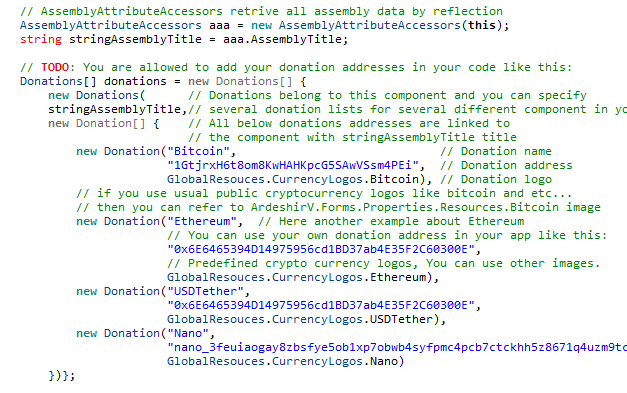 // AssemblyAttributeAccessors retrive all assembly data by reflection
AssemblyAttributeAccessors aaa = new AssemblyAttributeAccessors(this);
string stringAssemblyTitle = aaa.AssemblyTitle;
// TODO: You are allowed to add your donation addresses in your code like this:
Donations[] donations = new Donations[] {
new Donations( // Donations belong to this component and you can specify
stringAssemblyTitle,// several donation lists for several different component in yo
new Donation[] { // All below donations addresses are linked to
// the component with stringAssemblyTitle title
new Donation("Bitcoin", // Donation name
"1GtjrxH6t8om8KwHAHKpcG5SAwVSsm4PEi", // Donation address
GlobalResouces.CurrencyLogos.Bitcoin), // Donation logo
// if you use usual public cryptocurrency logos like bitcoin and etc...
// then you can refer to ArdeshirV.Forms.Properties.Resources.Bitcoin image
new Donation("Ethereum", // Here another example about Ethereum
// You can use your own donation address in your app like this:
"0x6E6465394D14975956cd1BD37ab4E35F2C60300E",
// Predefined crypto currency logos, You can use other images.
GlobalResouces.CurrencyLogos.Ethereum),
new Donation("USDTether",
"0x6E6465394D14975956cd1BD37ab4E35F2C60300E",
GlobalResouces.CurrencyLogos.USDTether),
new Donation("Nano",
"nano_3feuiaogay8zbsfye5ob1xp7obwb4syfpmc4pcb7ctckhh5z8671q4uzm9to
GlobalResouces.CurrencyLogos.Nano)
})};